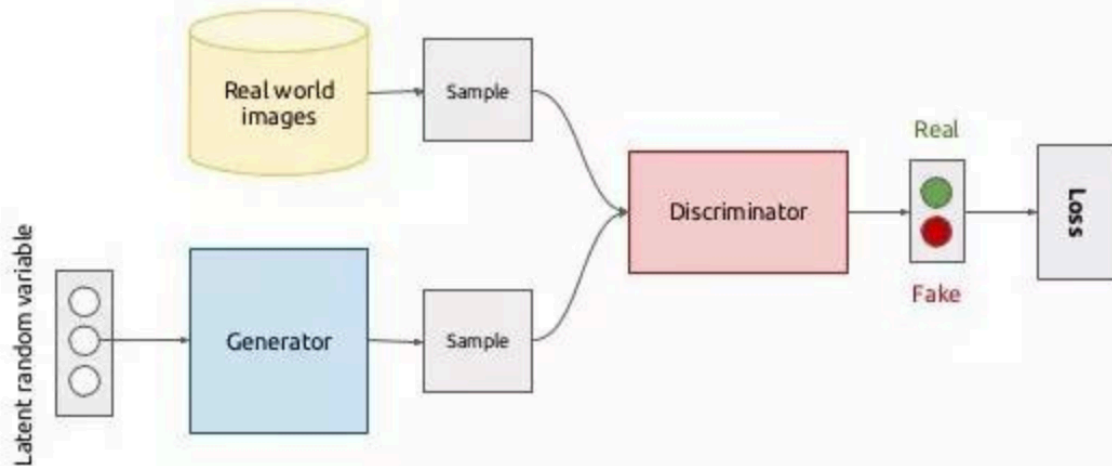 Real world
images
Sample
Real
Discriminator
Loss
Fake
Latent random variable
Generator
Sample